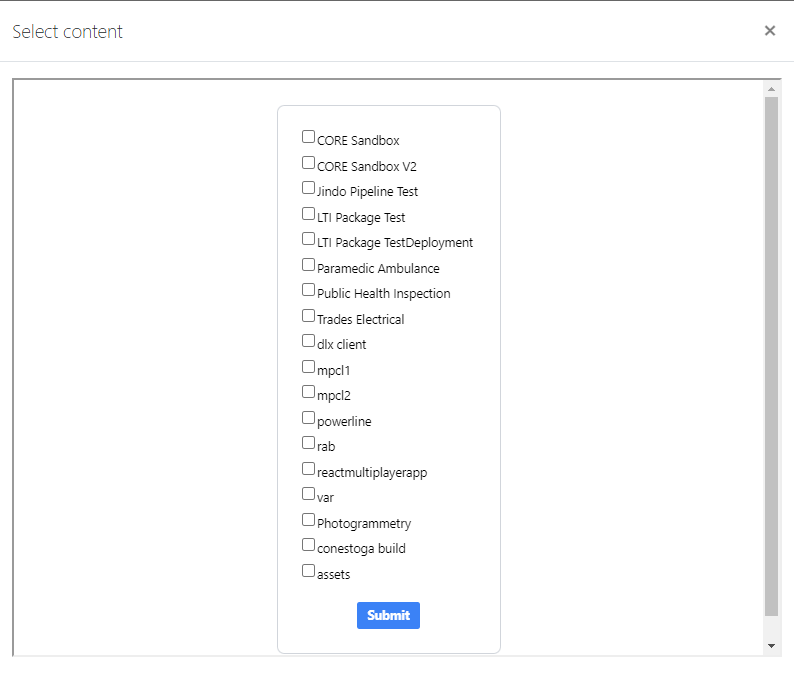 Select content
×
CORE Sandbox
CORE Sandbox V2
Jindo Pipeline Test
LTI Package Test
LTI Package TestDeployment
Paramedic Ambulance
Public Health Inspection
Trades Electrical
dlx client
mpcl1
mpcl2
powerline
rab
reactmultiplayerapp
var
Photogrammetry
conestoga build
assets
Submit